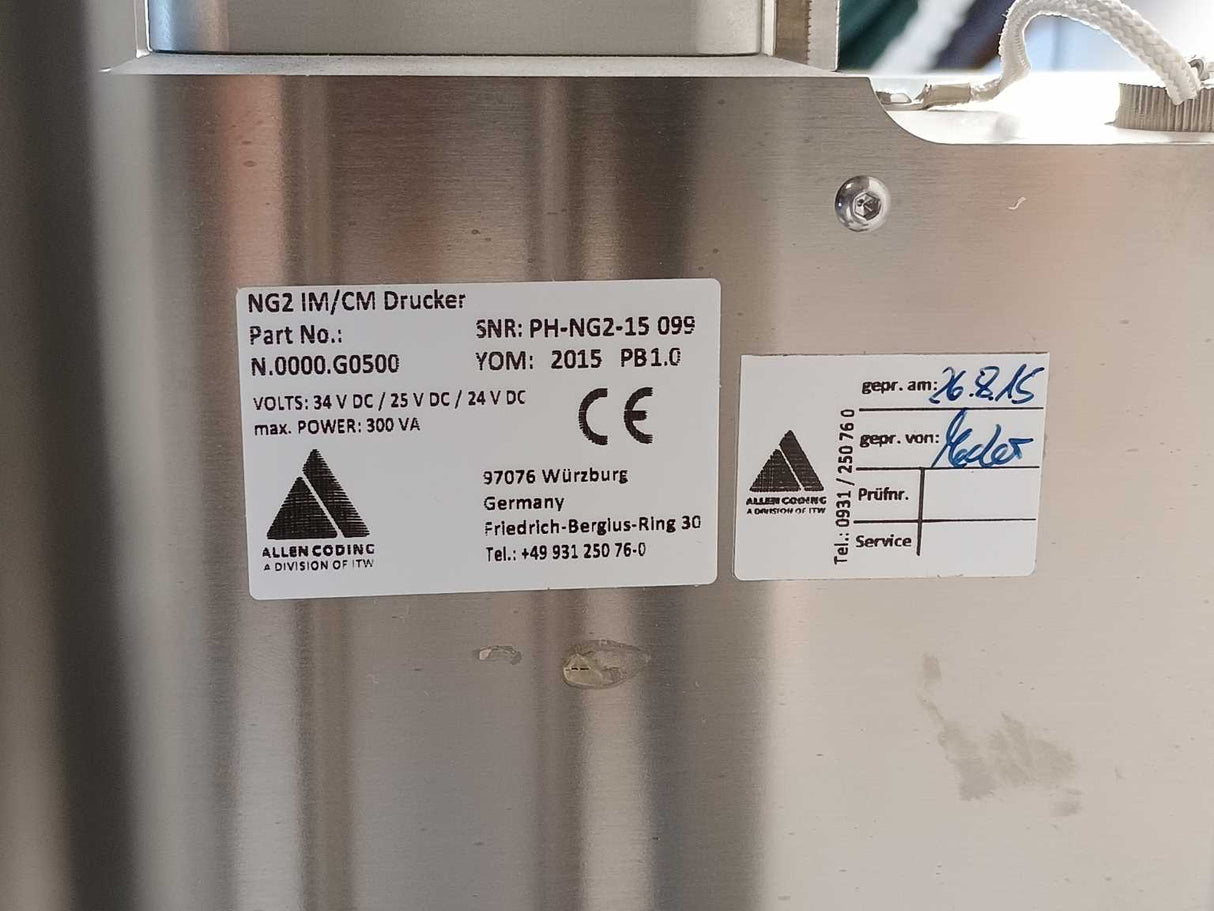 NG2 IM/CM Drucker
Part No.:
N.0000.G0500
SNR: PH-NG2-15 099
YOM: 2015 PB1.0
VOLTS: 34 V DC / 25 V DC / 24 V DC
max. POWER: 300 VA
CE
ALLEN CODING
A DIVISION OF ITW
97076 Würzburg
Germany
Friedrich-Bergius-Ring 30
Tel.: +49 931 250 76-0
ALLEN CODING
A DIVISION OF ITW
Tel.: 0931 / 250 76 0
gepr. am: 26.8.15
gepr. von:
Prüfnr.
Service